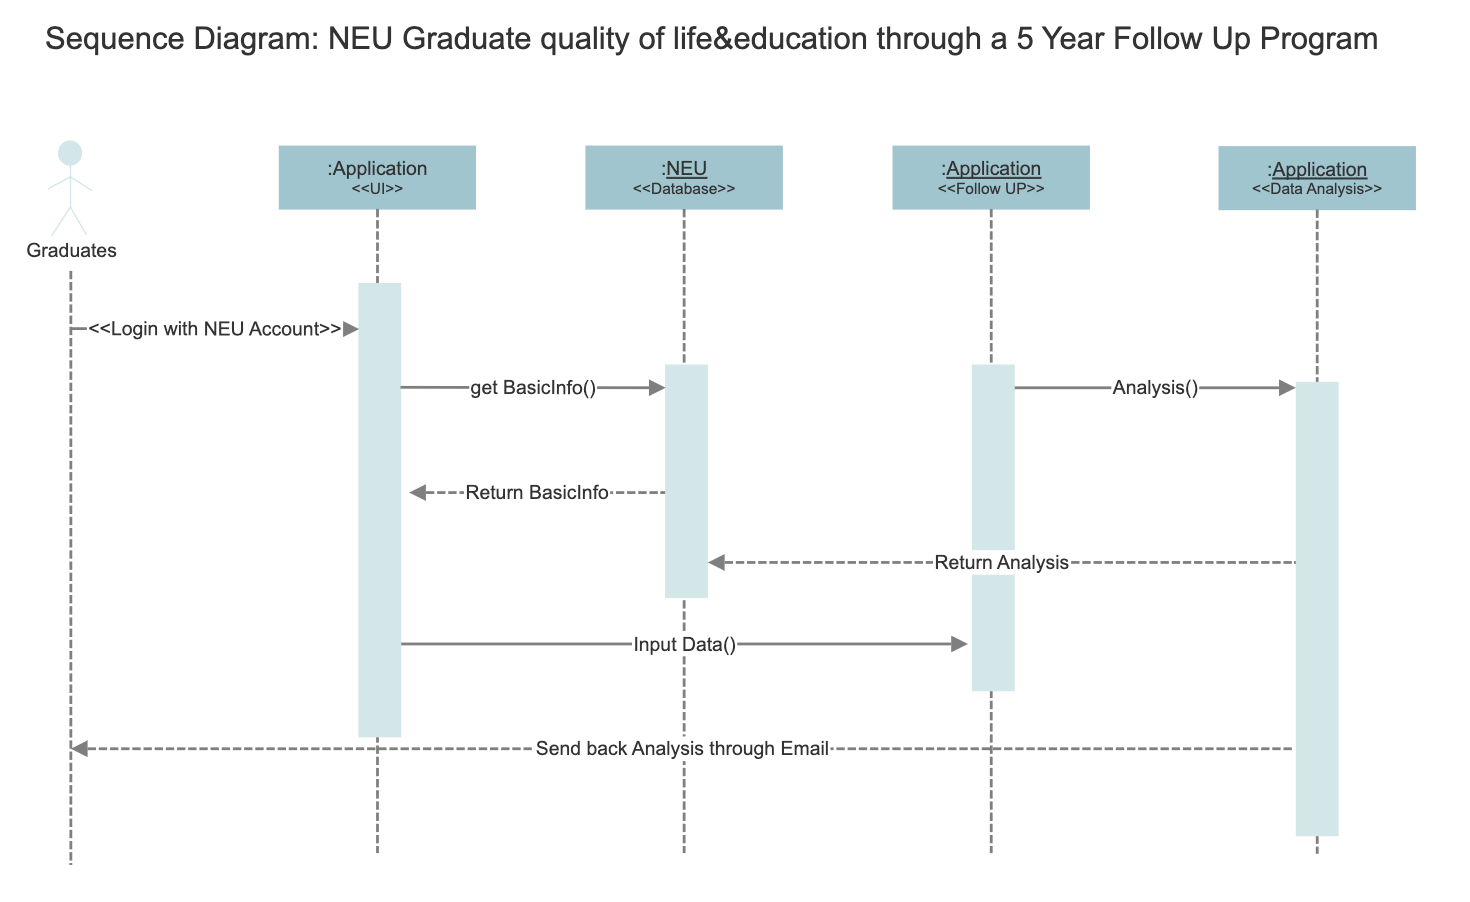 Sequence Diagram: NEU Graduate quality of life&education through a 5 Year Follow Up Program
:Application
<<UI>>
:NEU
<<Database>>
:Application
<<Follow UP>>
:Application
<<Data Analysis>>
Graduates
<<Login with NEU Account>>
get BasicInfo()
Analysis()
Return BasicInfo
Return Analysis
Input Data()
Send back Analysis through Email